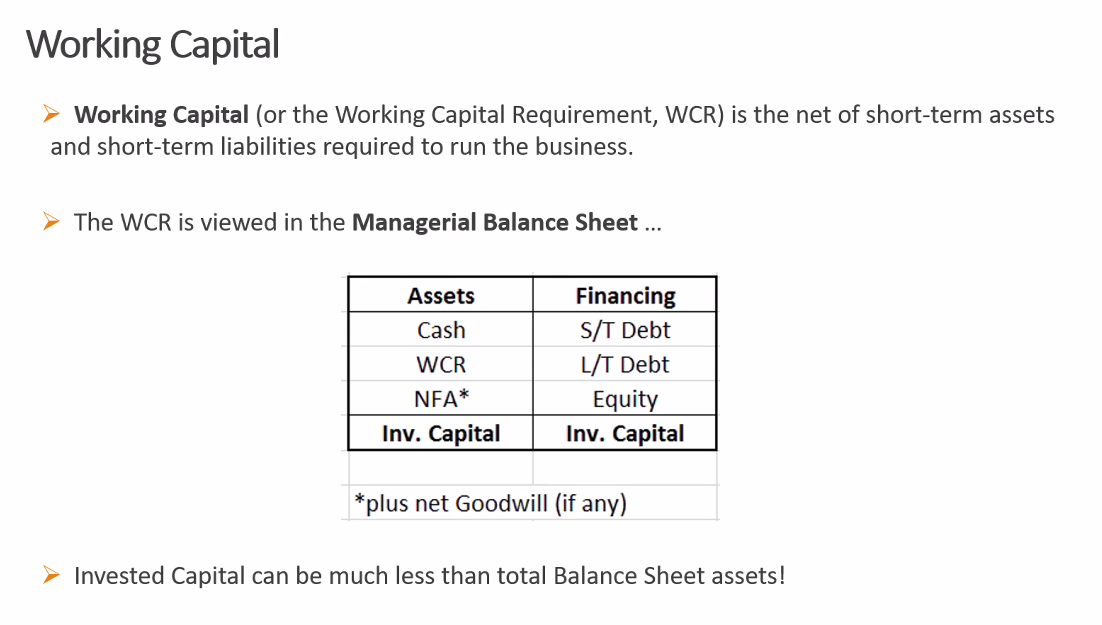 Working Capital
Working Capital (or the Working Capital Requirement, WCR) is the net of short-term assets
and short-term liabilities required to run the business.
The WCR is viewed in the Managerial Balance Sheet ...
Assets Financing
Cash S/T Debt
WCR L/T Debt
NFA* Equity
Inv. Capital Inv. Capital
*plus net Goodwill (if any)
Invested Capital can be much less than total Balance Sheet assets!